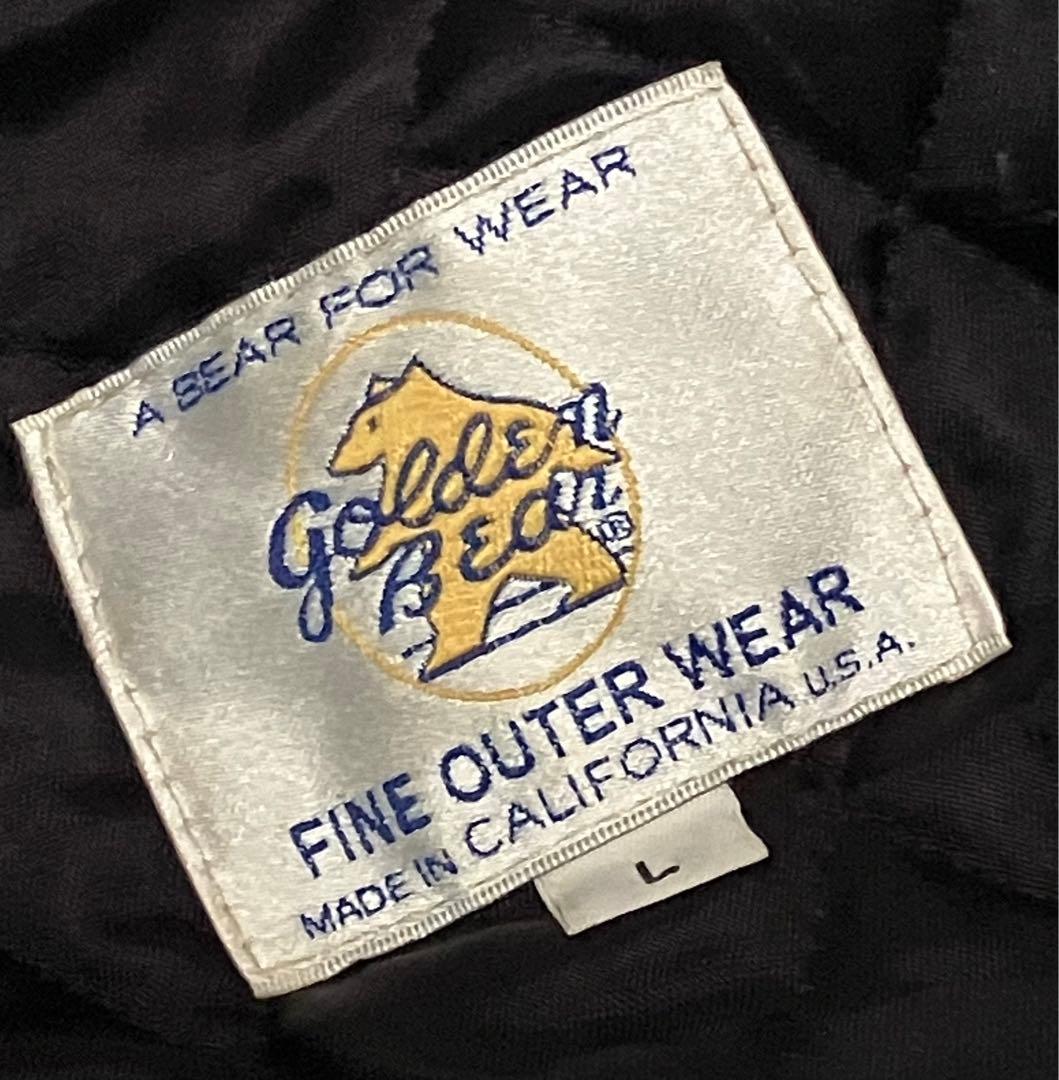 A BEAR FOR WEAR
Golden
Bear
®
FINE OUTER WEAR
MADE IN CALIFORNIA U.S.A.
L